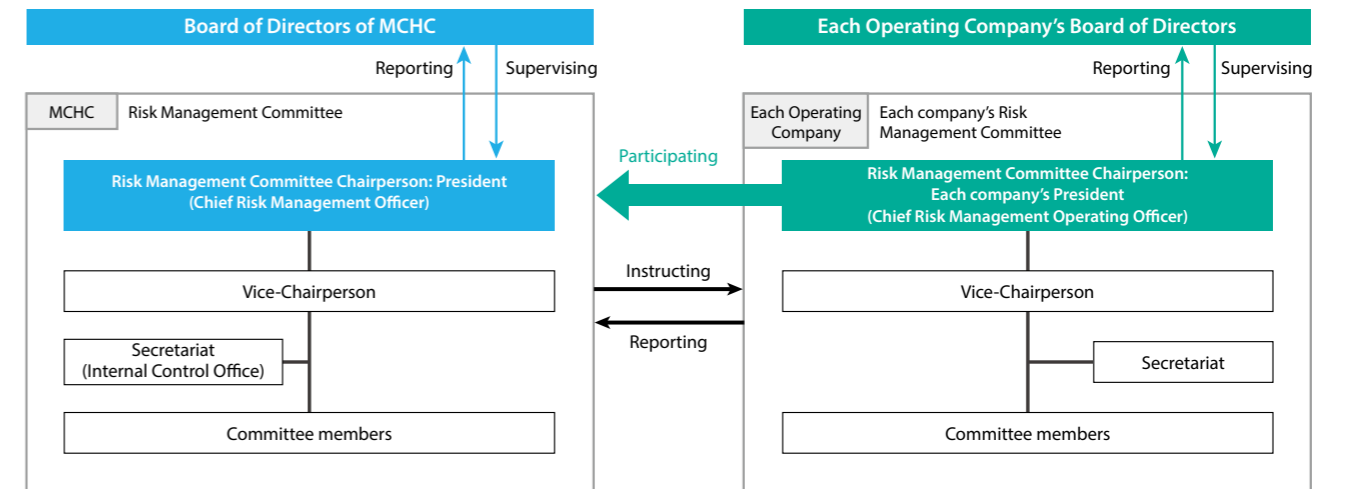 Board of Directors of MCHC
Each Operating Company's Board of Directors
Reporting
Supervising
Reporting
Supervising
MCHC
Risk Management Committee
Each Operating
Company
Each company's Risk
Management Committee
Participating
Risk Management Committee Chairperson: President
(Chief Risk Management Officer)
Risk Management Committee Chairperson:
Each company's President
(Chief Risk Management Operating Officer)
Instructing
Vice-Chairperson
Vice-Chairperson
Reporting
Secretariat
(Internal Control Office)
Secretariat
Committee members
Committee members